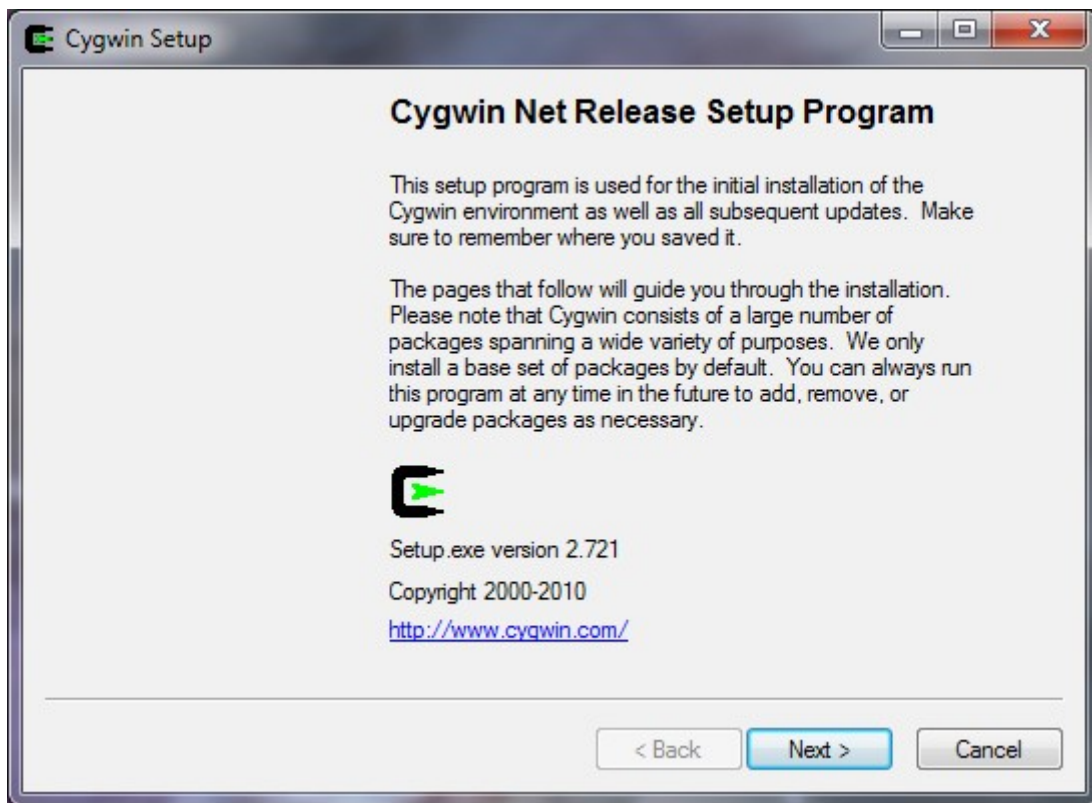 Cygwin Setup
Cygwin Net Release Setup Program
This setup program is used for the initial installation of the
Cygwin environment as well as all subsequent updates.  Make
sure to remember where you saved it.
The pages that follow will guide you through the installation.
Please note that Cygwin consists of a large number of
packages spanning a wide variety of purposes.  We only
install a base set of packages by default.  You can always run
this program at any time in the future to add, remove, or
upgrade packages as necessary.
Setup.exe version 2.721
Copyright 2000-2010
http://www.cygwin.com/
< Back
Next >
Cancel